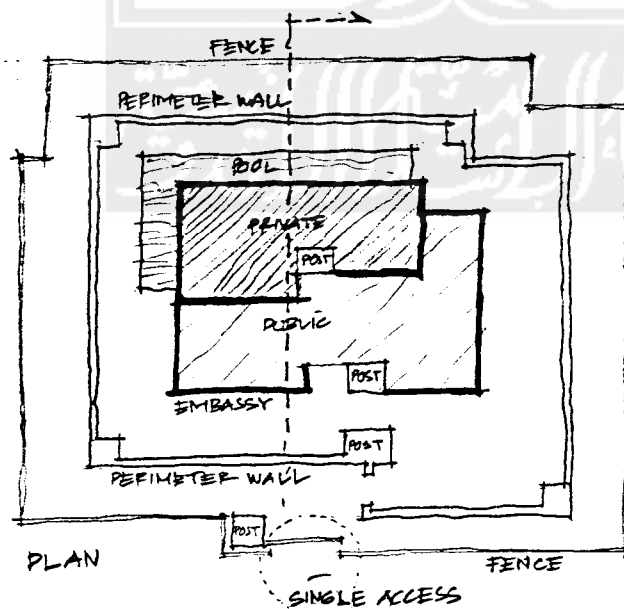 FENCE
PERIMETER WALL
POOL
PRIVATE
POST
PUBLIC
POST
EMBASSY
POST
PERIMETER WALL
POST
PLAN
FENCE
SINGLE ACCESS